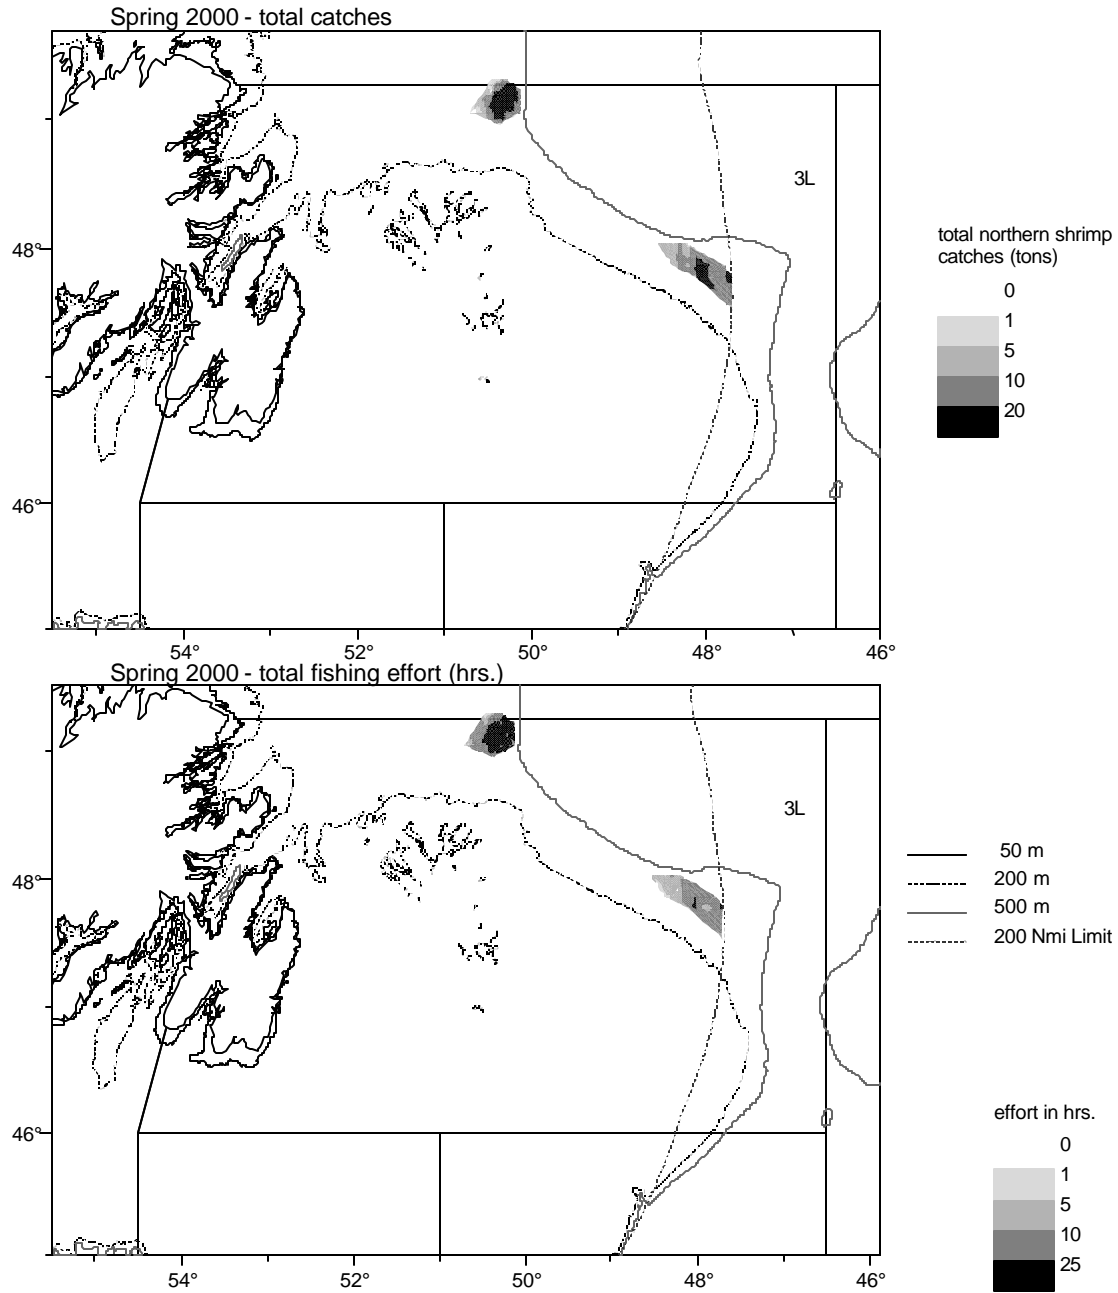 Spring 2000 - total catches
3L
total northern shrimp
catches (tons)
0
1
5
10
20
48°
46°
54°
52°
50°
48°
46°
Spring 2000 - total fishing effort (hrs.)
3L
50 m
200 m
500 m
200 Nmi Limit
48°
46°
effort in hrs.
0
1
5
10
25
54°
52°
50°
48°
46°